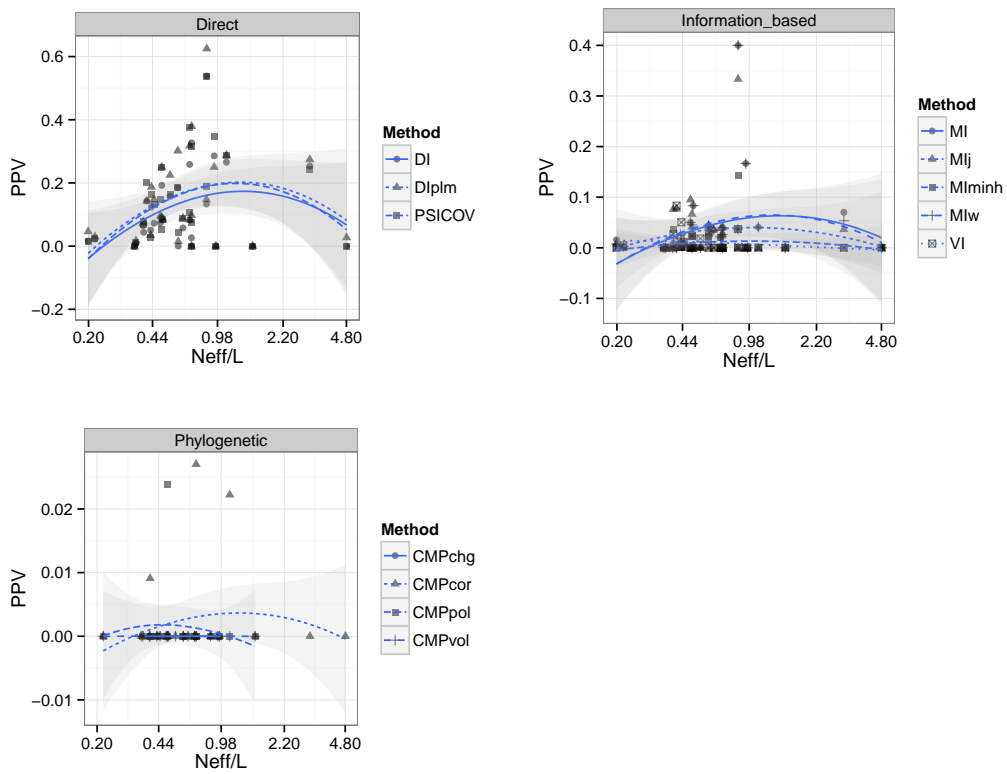 Direct
PPV
0.6
0.4
0.2
0.0
−0.2
0.20 0.44 0.98 2.20 4.80
Neff/L
Method
DI
DIplm
PSICOV
Information_based
PPV
0.4
0.3
0.2
0.1
0.0
−0.1
0.20 0.44 0.98 2.20 4.80
Neff/L
Method
MI
MIj
MIminh
MIw
VI
Phylogenetic
PPV
0.02
0.01
0.00
−0.01
0.20 0.44 0.98 2.20 4.80
Neff/L
Method
CMPchg
CMPcor
CMPpol
CMPvol